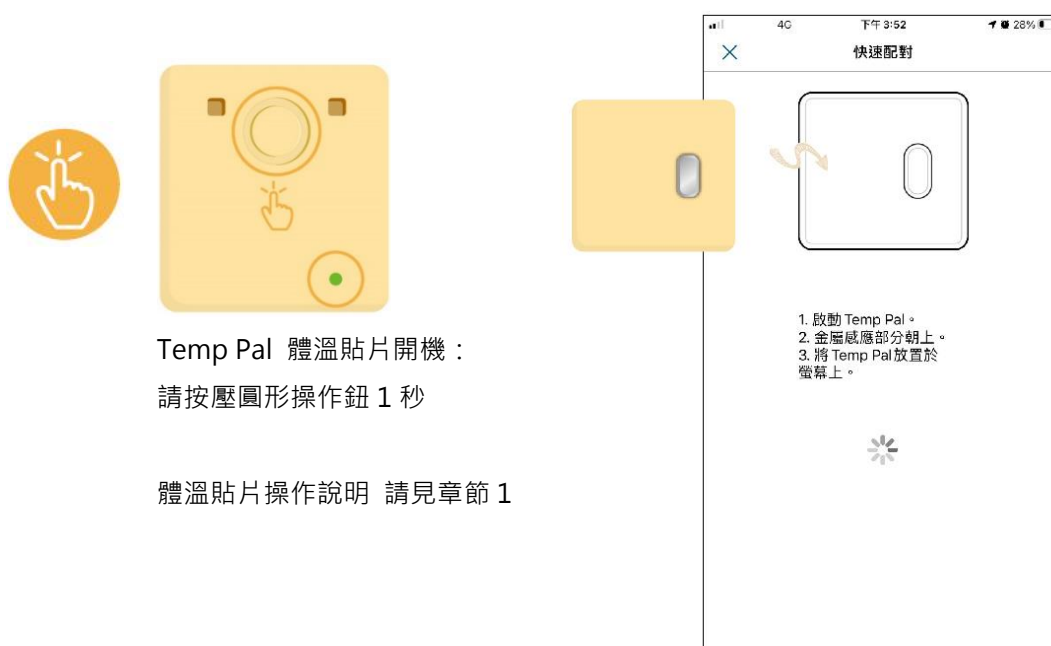 Temp Pal 體溫貼片開機：
請按壓圓形操作鈕 1 秒
體溫貼片操作說明 請見章節 1
4G 下午 3:52 28%
快速配對
1. 啟動 Temp Pal。
2. 金屬感應部分朝上。
3. 將 Temp Pal放置於
螢幕上。